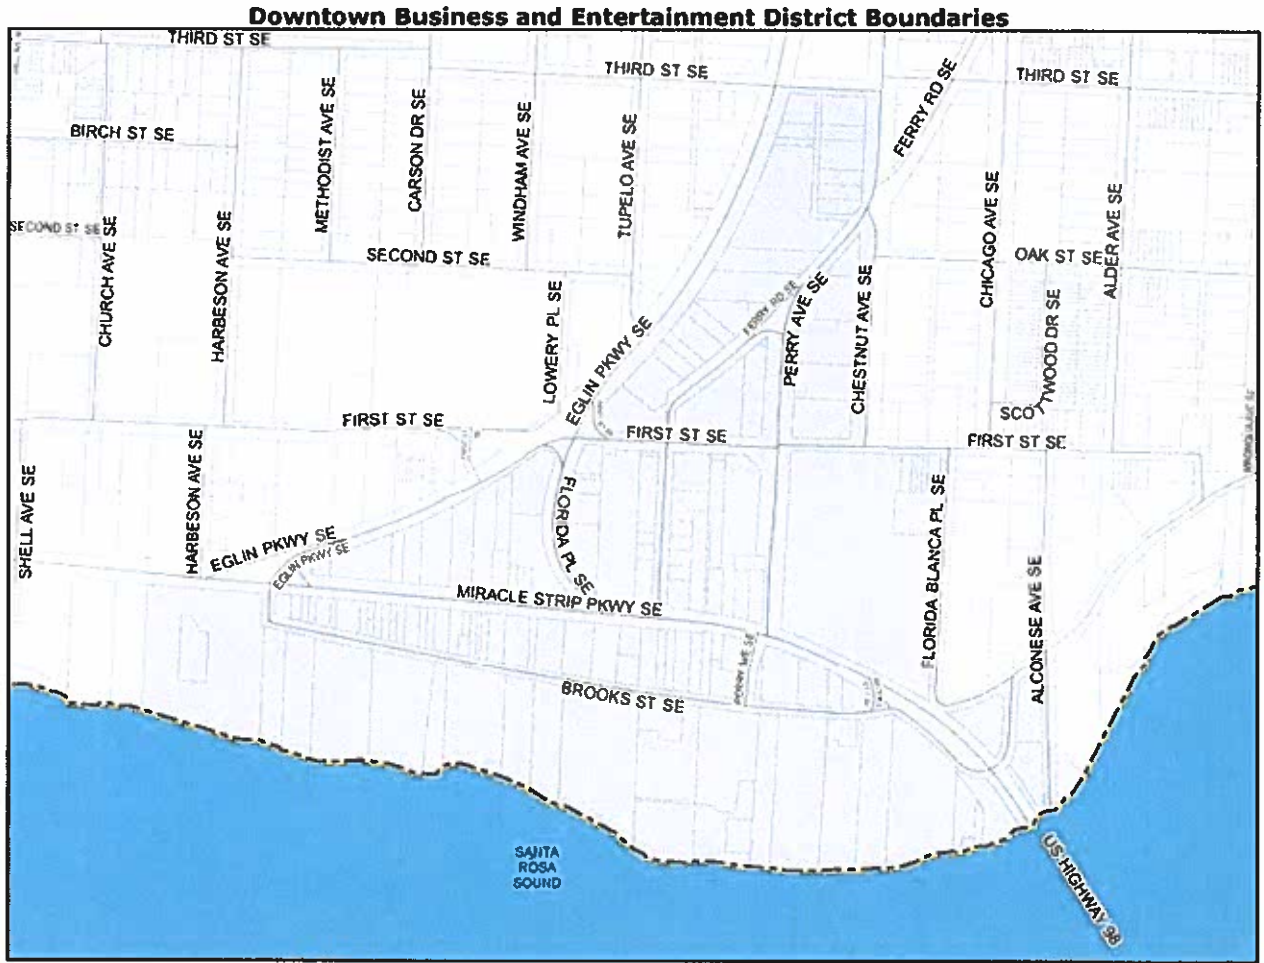 Downtown Business and Entertainment District Boundaries
THIRD ST SE
THIRD ST SE
THIRD ST SE
FERRY RD SE
BIRCH ST SE
METHODIST AVE SE
CARSON DR SE
WINDHAM AVE SE
TUPELO AVE SE
CHICAGO AVE SE
ALDER AVE SE
SECOND ST SE
CHURCH AVE SE
HARBESON AVE SE
SECOND ST SE
OAK ST SE
LOWERY PL SE
EGLIN PKWY SE
FERRY RD SE
PERRY AVE SE
CHESTNUT AVE SE
SCOTTWOOD DR SE
FIRST ST SE
FIRST ST SE
FIRST ST SE
SHELL AVE SE
HARBESON AVE SE
EGLIN PKWY SE
EGLIN PKWY SE
FLORIDA PL SE
FLORIDA BLANCA PL SE
ALCONESE AVE SE
MIRACLE STRIP PKWY SE
PERRY AVE SE
BROOKS ST SE
SANTA
ROSA
SOUND
US HIGHWAY 98